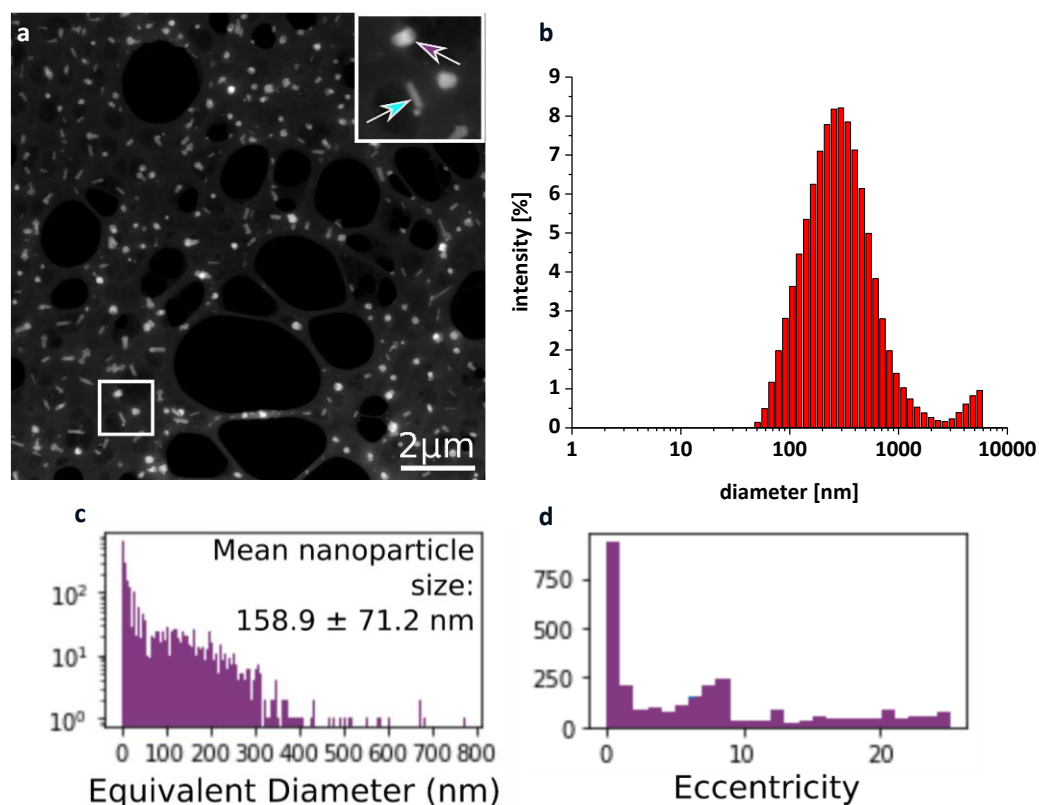 a
2μm
b
9
8
7
6
5
4
3
2
1
0
intensity [%]
1 10 100 1000 10000
diameter [nm]
c
Mean nanoparticle
size:
158.9 ± 71.2 nm
10²
10¹
10⁰
0 100 200 300 400 500 600 700 800
Equivalent Diameter (nm)
d
750
500
250
0
0 10 20
Eccentricity